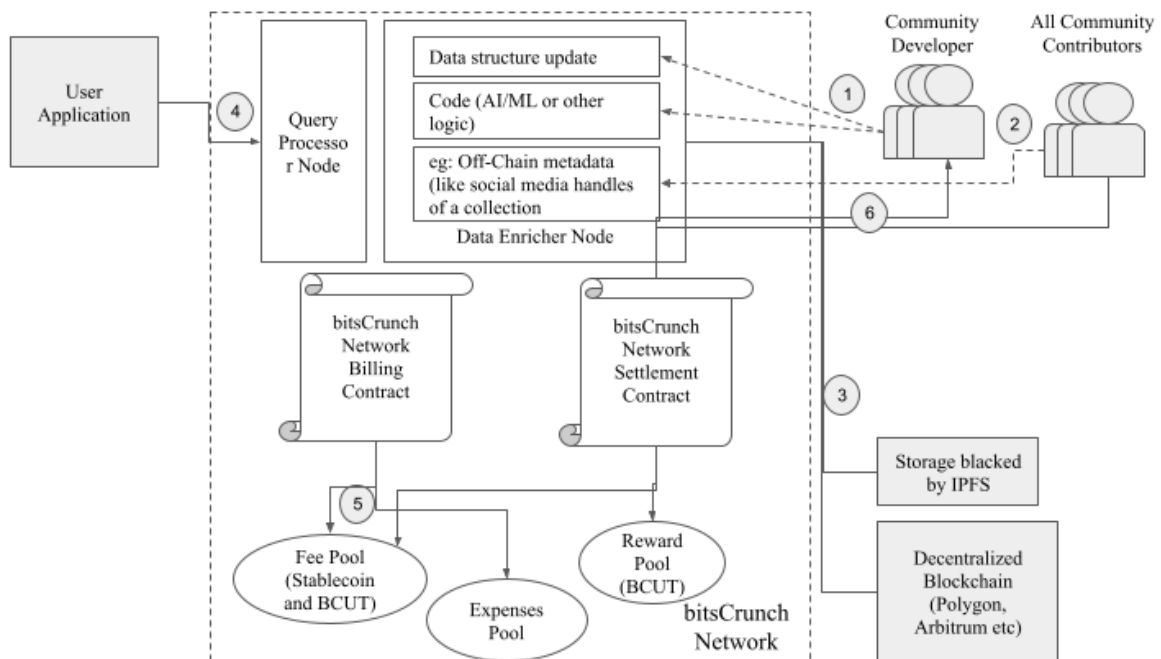 User
Application
4
Query
Processo
r Node
Data structure update
Code (AI/ML or other
logic)
eg: Off-Chain metadata
(like social media handles
of a collection
Data Enricher Node
1
Community
Developer
2
All Community
Contributors
6
bitsCrunch
Network
Billing
Contract
bitsCrunch
Network
Settlement
Contract
3
Storage blacked
by IPFS
5
Fee Pool
(Stablecoin
and BCUT)
Expenses
Pool
Reward
Pool
(BCUT)
bitsCrunch
Network
Decentralized
Blockchain
(Polygon,
Arbitrum etc)